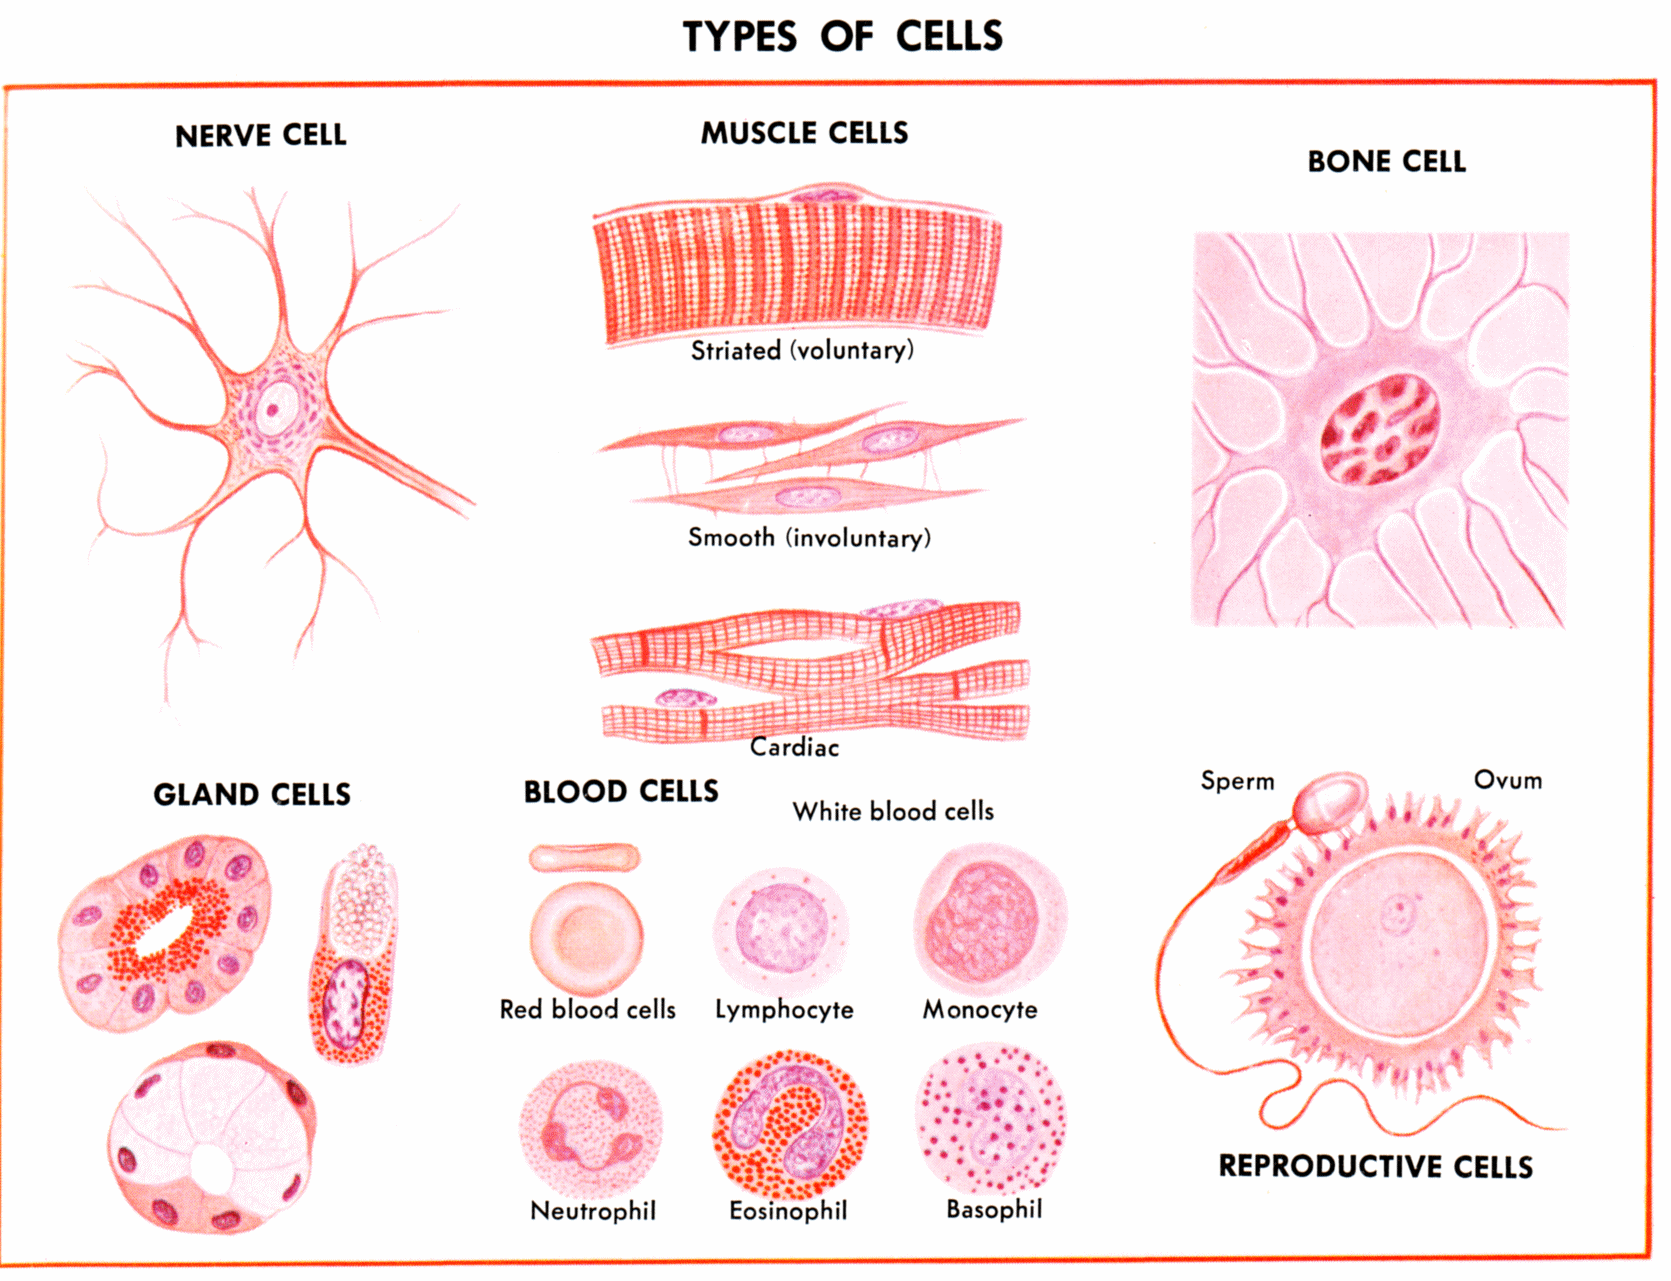 TYPES OF CELLS
NERVE CELL
MUSCLE CELLS
BONE CELL
Striated (voluntary)
Smooth (involuntary)
Cardiac
GLAND CELLS
BLOOD CELLS
White blood cells
Red blood cells
Lymphocyte
Monocyte
Neutrophil
Eosinophil
Basophil
Sperm
Ovum
REPRODUCTIVE CELLS